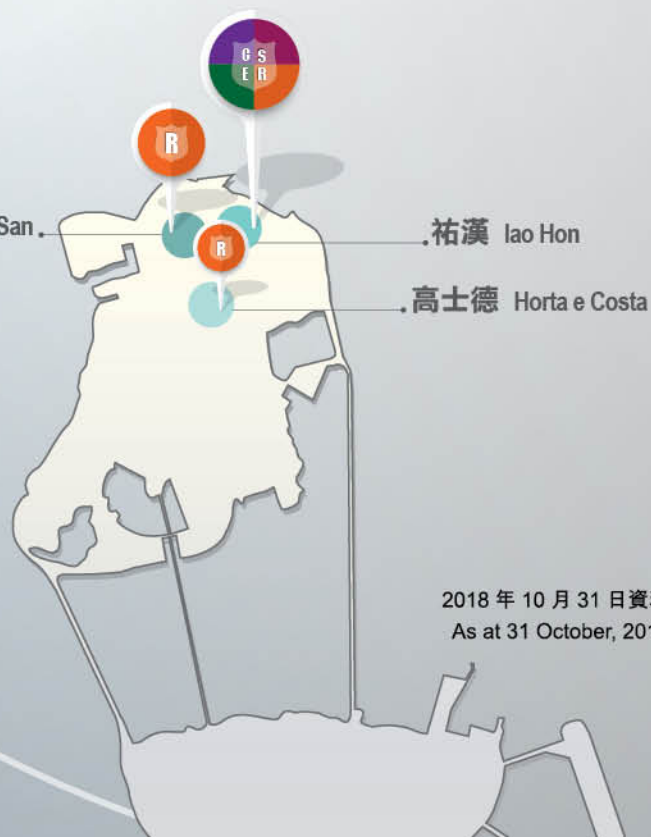 G S
E R
R
San
祐漢 Iao Hon
R
高士德 Horta e Costa
2018 年 10 月 31 日資
As at 31 October, 201